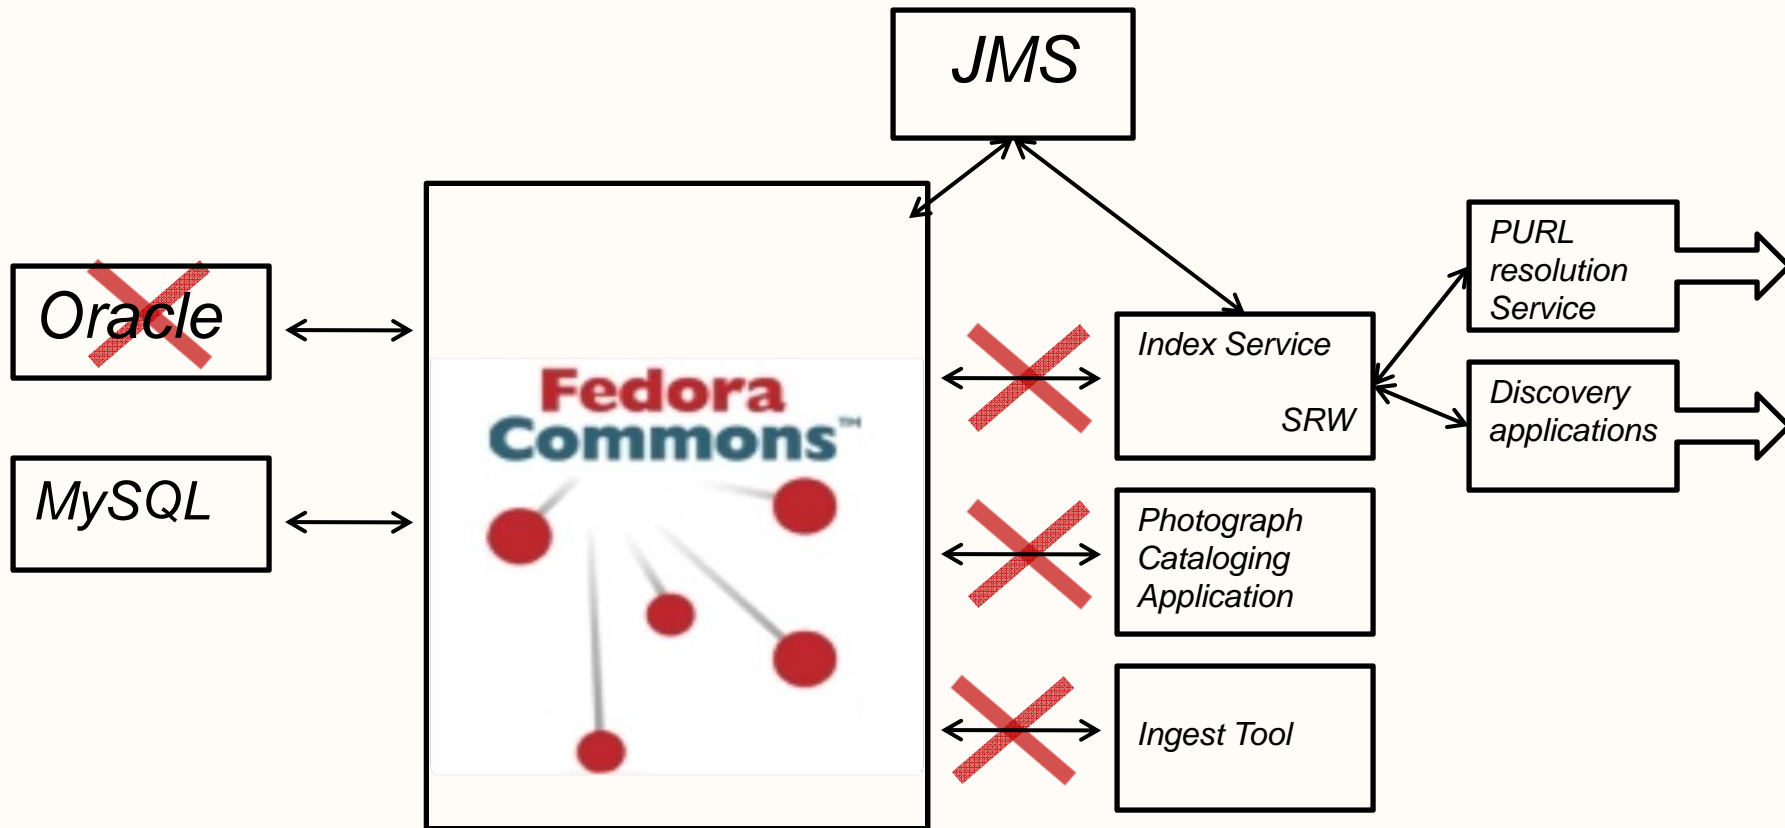 JMS
Oracle
MySQL
Fedora
Commons™
Index Service
SRW
Photograph
Cataloging
Application
Ingest Tool
PURL
resolution
Service
Discovery
applications